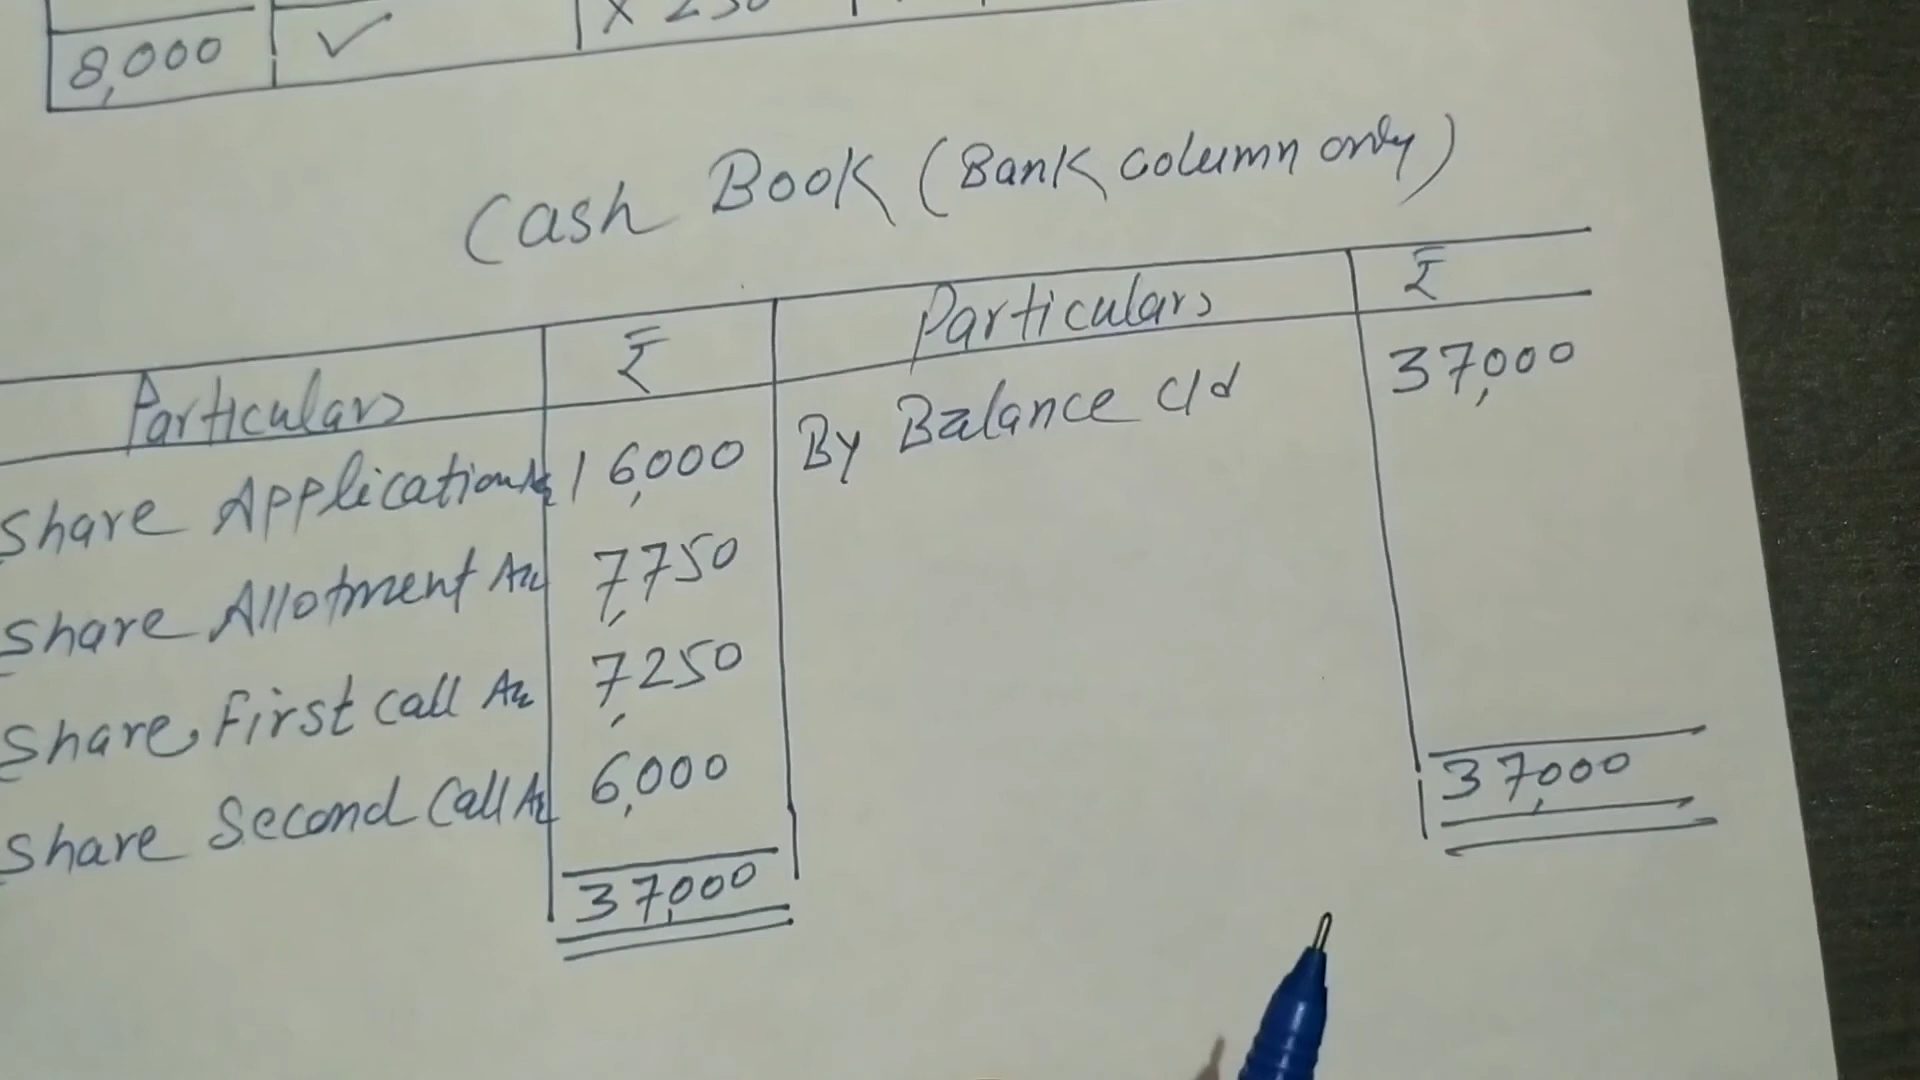 8,000 ✓ × 250
Cash Book (Bank column only)
Particulars ₹ Particulars ₹
Share Application A/c 16,000 By Balance c/d 37,000
Share Allotment A/c 7,750
Share First call A/c 7,250
Share Second Call A/c 6,000
37,000 37,000